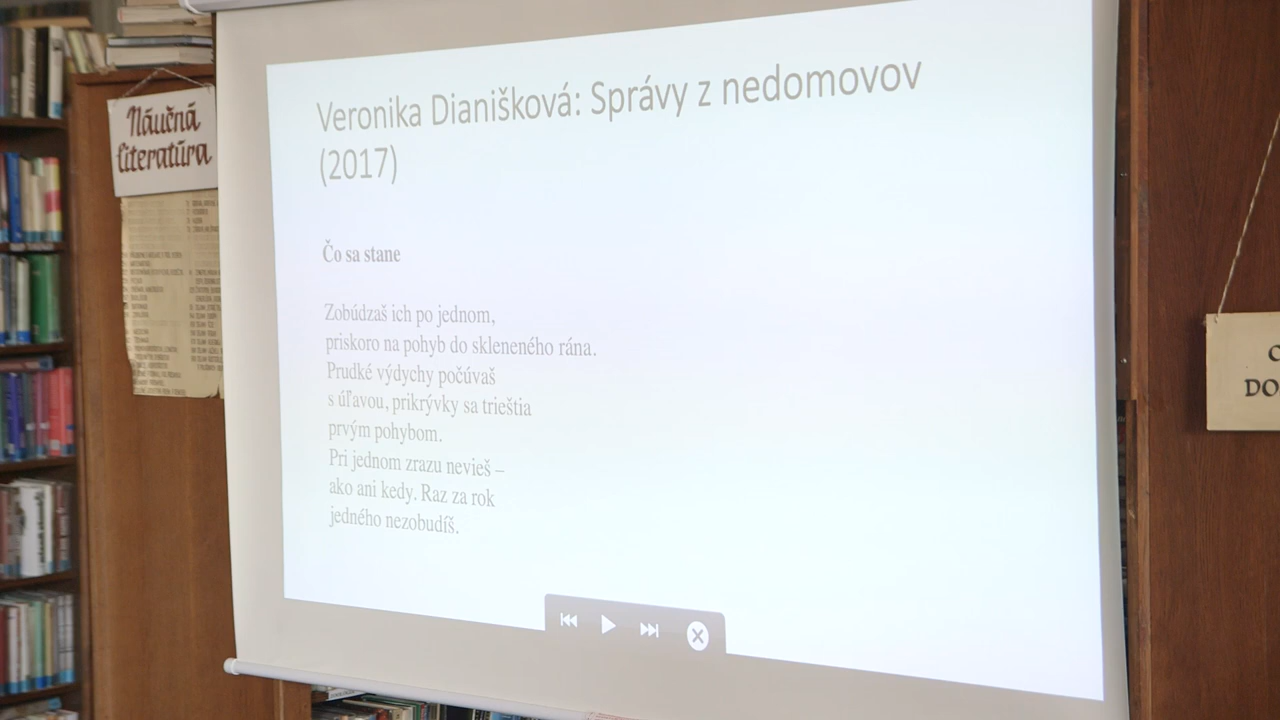 Náučná
literatúra
Veronika Dianišková: Správy z nedomovov
(2017)
Čo sa stane
Zobúdzaš ich po jednom,
priskoro na pohyb do skleneného rána.
Prudké výdychy počúvaš
s úľavou, prikrývky sa trieštia
prvým pohybom.
Pri jednom zrazu nevieš –
ako ani kedy. Raz za rok
jedného nezobudíš.